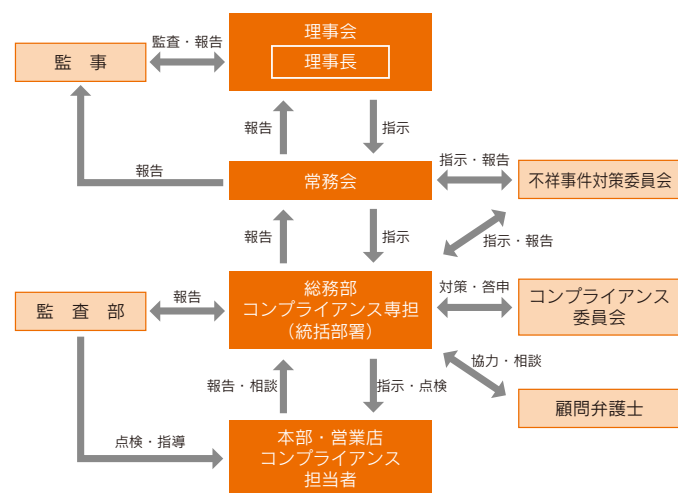 理事会
監査・報告
監　事
理事長
報告
指示
指示・報告
報告
常務会
不祥事件対策委員会
報告
指示
指示・報告
総務部
コンプライアンス専担
（統括部署）
対策・答申
コンプライアンス
委員会
報告
監　査　部
協力・相談
報告・相談
指示・点検
顧問弁護士
点検・指導
本部・営業店
コンプライアンス
担当者